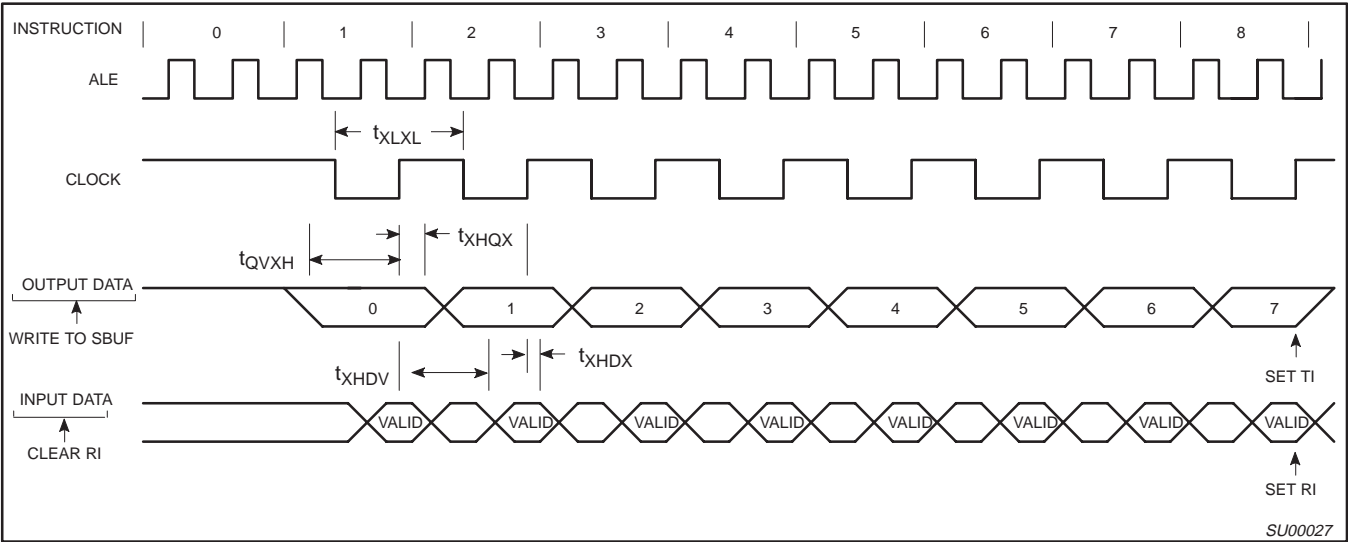 INSTRUCTION 0 1 2 3 4 5 6 7 8
ALE
tXLXL
CLOCK
tXHQX
tQVXH
OUTPUT DATA
0 1 2 3 4 5 6 7
WRITE TO SBUF
tXHDX
tXHDV
SET TI
INPUT DATA
VALID VALID VALID VALID VALID VALID VALID VALID
CLEAR RI
SET RI
SU00027